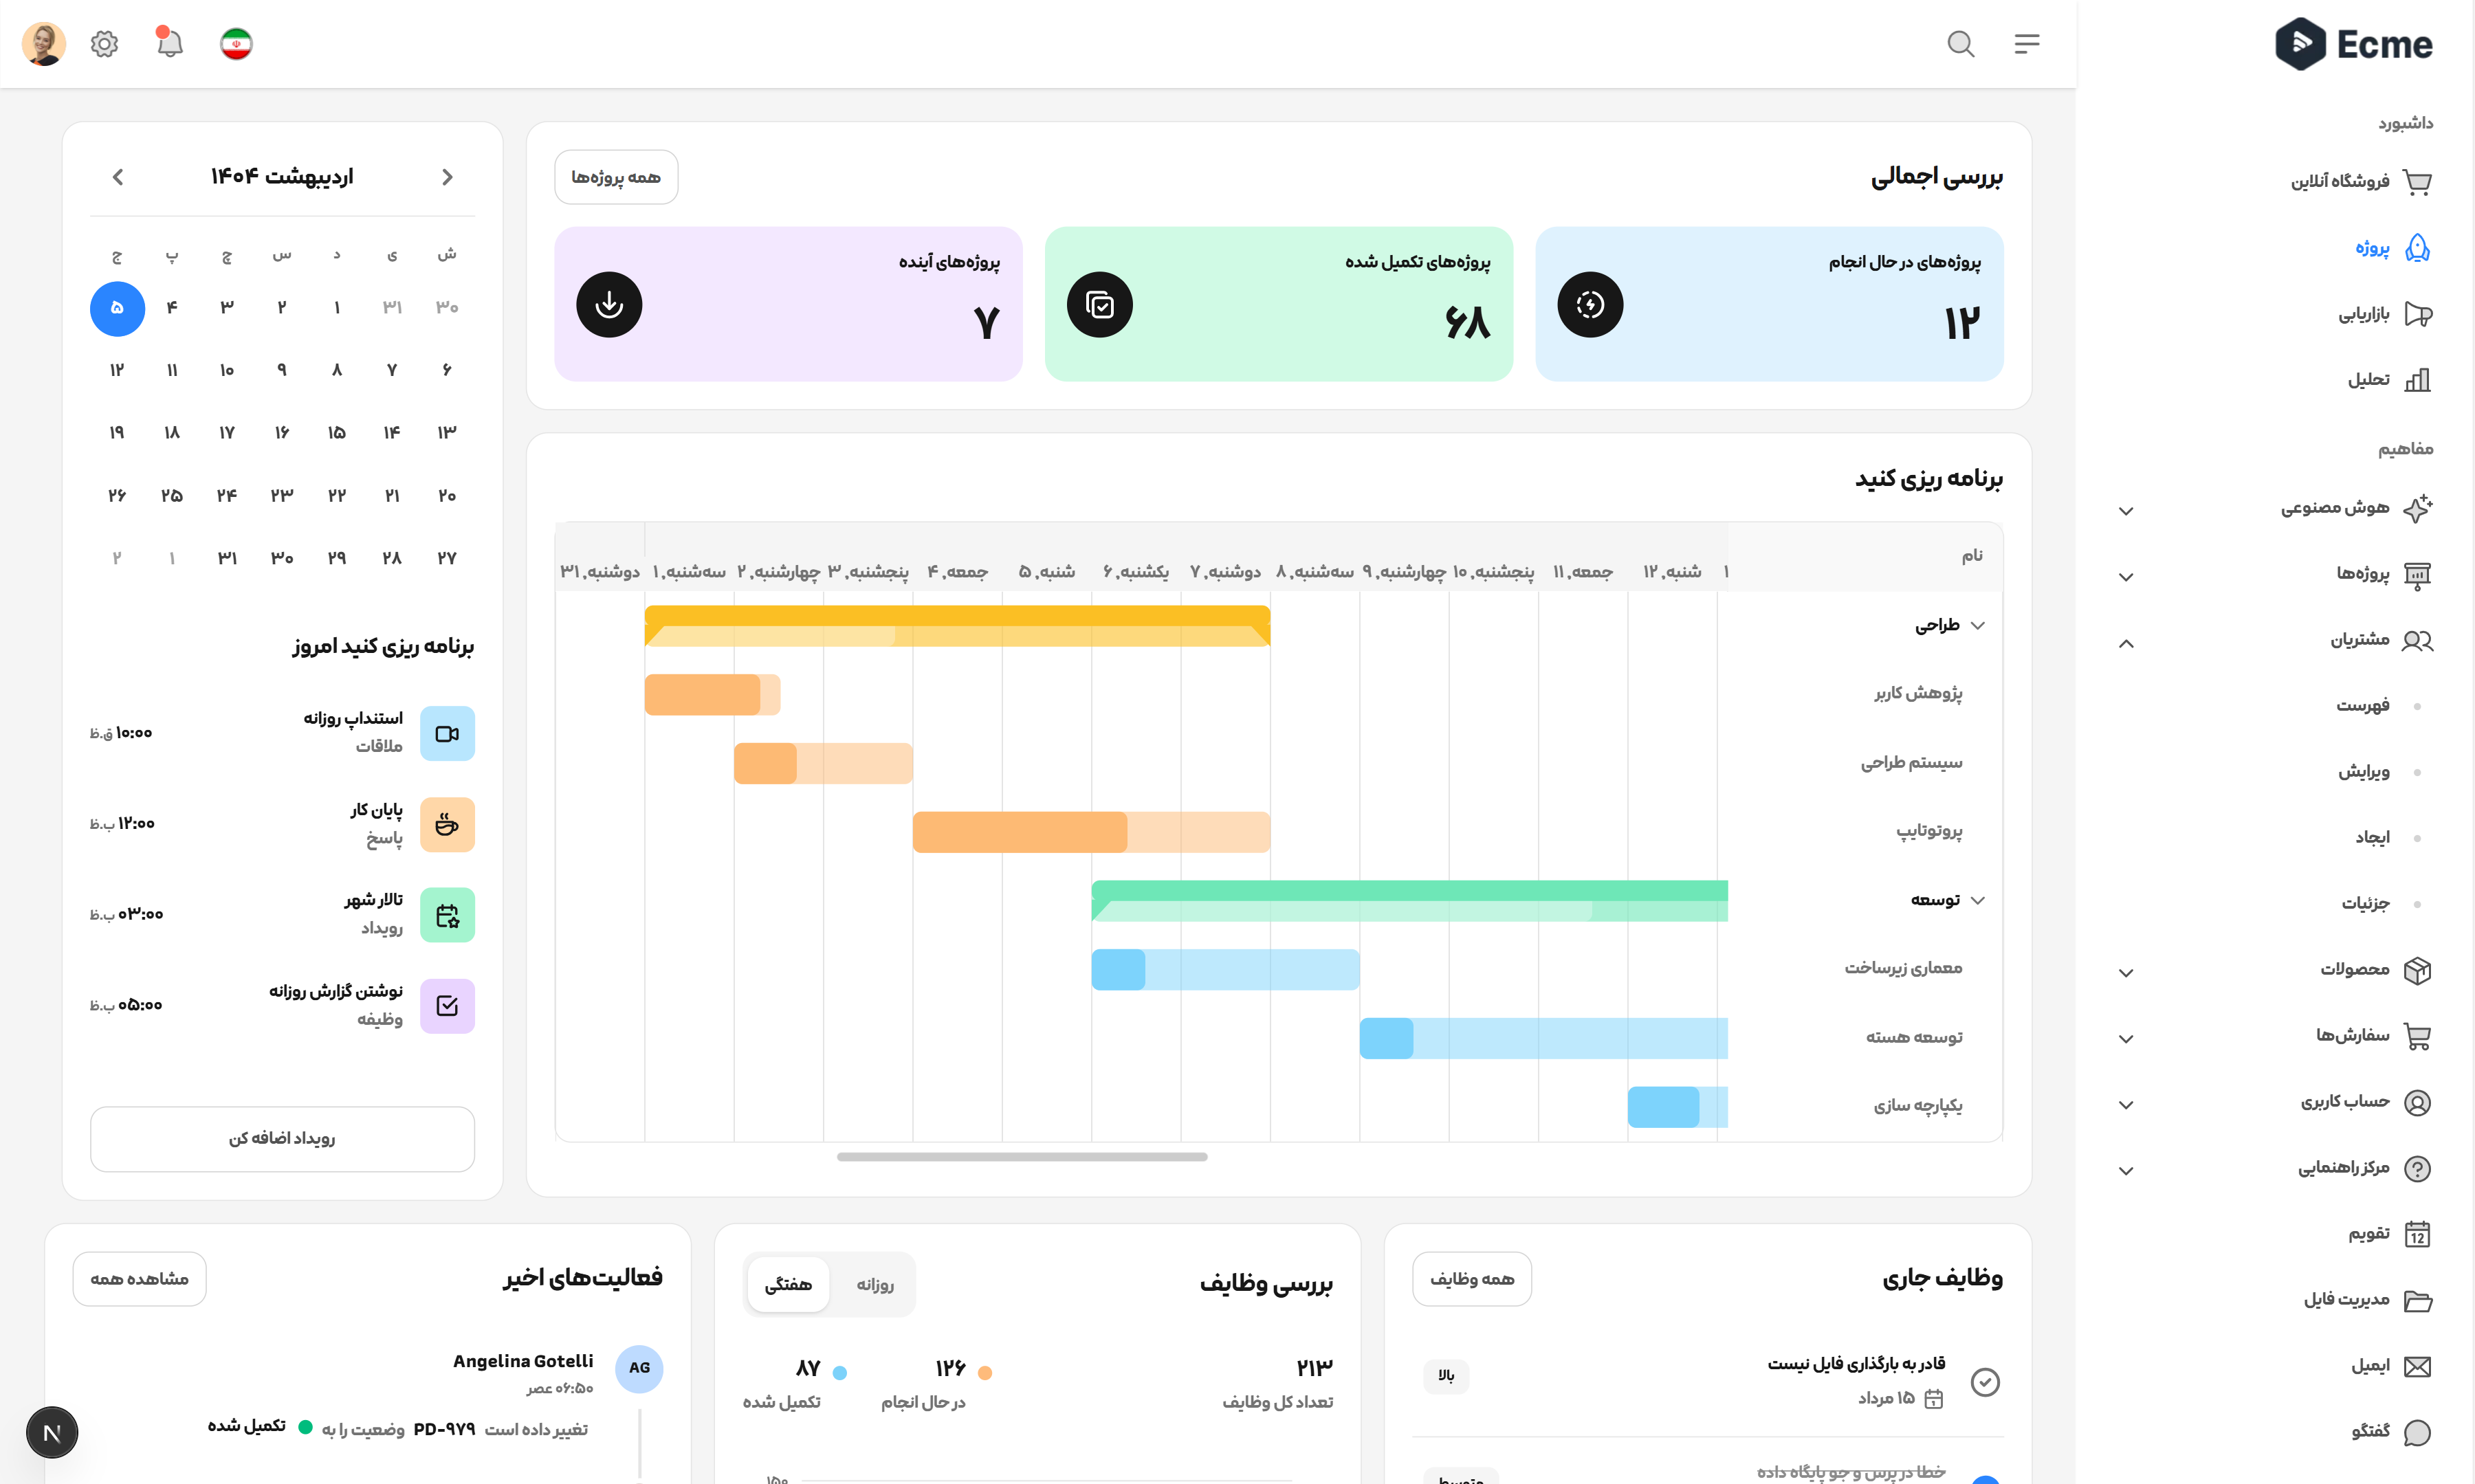 Ecme
داشبورد
فروشگاه آنلاین
پروژه
بازاریابی
تحلیل
مفاهیم
هوش مصنوعی
پروژه‌ها
مشتریان
فهرست
ویرایش
ایجاد
جزئیات
محصولات
سفارش‌ها
حساب کاربری
مرکز راهنمایی
تقویم
12
مدیریت فایل
ایمیل
گفتگو
بررسی اجمالی
همه پروژه‌ها
پروژه‌های در حال انجام
۱۲
پروژه‌های تکمیل شده
۶۸
پروژه‌های آینده
۷
برنامه ریزی کنید
نام
دوشنبه, ۳۱ سه‌شنبه, ۱ چهارشنبه, ۲ پنجشنبه, ۳ جمعه, ۴ شنبه, ۵ یکشنبه, ۶ دوشنبه, ۷ سه‌شنبه, ۸ چهارشنبه, ۹ پنجشنبه, ۱۰ جمعه, ۱۱ شنبه, ۱۲
طراحی
پژوهش کاربر
سیستم طراحی
پروتوتایپ
توسعه
معماری زیرساخت
توسعه هسته
یکپارچه سازی
اردیبهشت ۱۴۰۴
ش ی د س چ پ ج
۳۰ ۳۱ ۱ ۲ ۳ ۴ ۵
۶ ۷ ۸ ۹ ۱۰ ۱۱ ۱۲
۱۳ ۱۴ ۱۵ ۱۶ ۱۷ ۱۸ ۱۹
۲۰ ۲۱ ۲۲ ۲۳ ۲۴ ۲۵ ۲۶
۲۷ ۲۸ ۲۹ ۳۰ ۳۱ ۱ ۲
برنامه ریزی کنید امروز
استنداپ روزانه
ملاقات
۱۰:۰۰ ق.ظ
پایان کار
پاسخ
۱۲:۰۰ ب.ظ
تالار شهر
رویداد
۰۳:۰۰ ب.ظ
نوشتن گزارش روزانه
وظیفه
۰۵:۰۰ ب.ظ
رویداد اضافه کن
وظایف جاری
همه وظایف
قادر به بارگذاری فایل نیست
۱۵ مرداد
بالا
خطا در پرس و جو پایگاه داده
متوسط
بررسی وظایف
روزانه
هفتگی
۲۱۳
تعداد کل وظایف
۱۲۶
در حال انجام
۸۷
تکمیل شده
۱۵۰
فعالیت‌های اخیر
مشاهده همه
AG
Angelina Gotelli
۰۶:۵۰ عصر
تغییر داده است PD-۹۷۹ وضعیت را به تکمیل شده
N